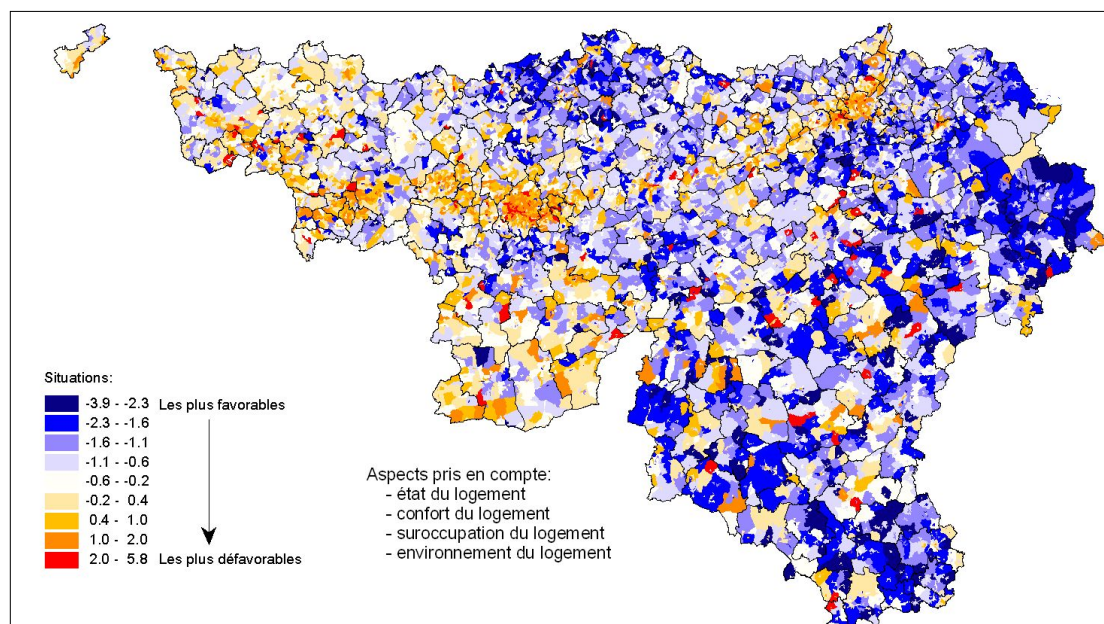 Situations:
-3.9 - -2.3 Les plus favorables
-2.3 - -1.6
-1.6 - -1.1
-1.1 - -0.6
-0.6 - -0.2
-0.2 - 0.4
0.4 - 1.0
1.0 - 2.0
2.0 - 5.8 Les plus défavorables
Aspects pris en compte:
- état du logement
- confort du logement
- suroccupation du logement
- environnement du logement